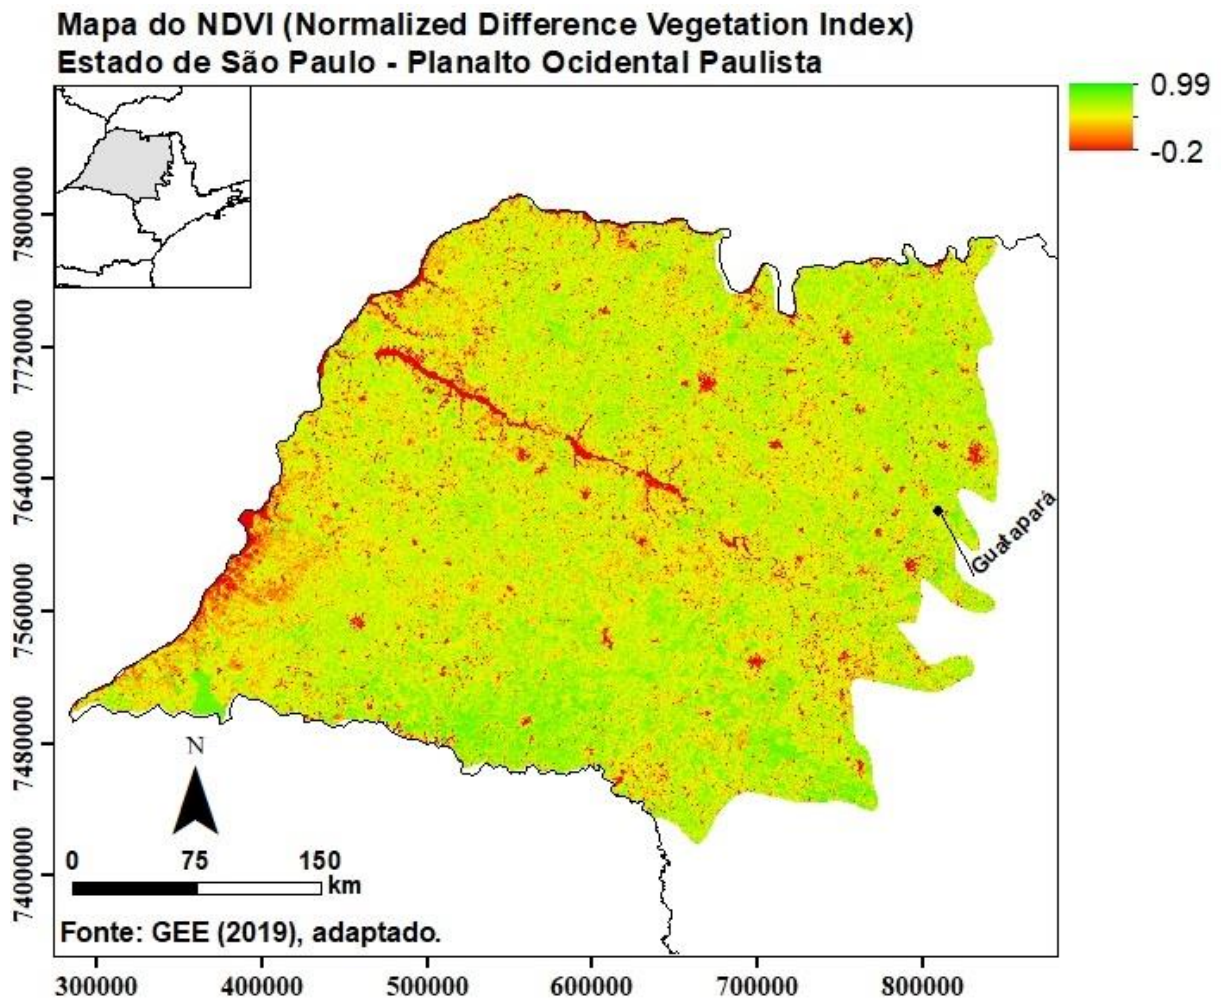 Mapa do NDVI (Normalized Difference Vegetation Index)
Estado de São Paulo - Planalto Ocidental Paulista
0.99
-0.2
7800000
7720000
7640000
7560000
7480000
7400000
Guatapará
N
0 75 150
km
Fonte: GEE (2019), adaptado.
300000 400000 500000 600000 700000 800000